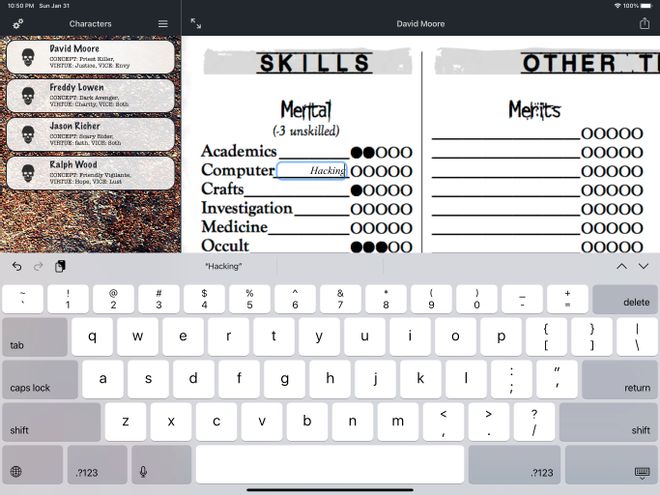 10:50 PM Sun Jan 31
100%
Characters
David Moore
David Moore
CONCEPT: Priest Killer,
VIRTUE: Justice, VICE: Envy
Freddy Lowen
CONCEPT: Dark Avenger,
VIRTUE: Chartly, VICE: Soth
Jason Richer
CONCEPT: Scary Rider,
VIRTUE: faith, VICE: Soth
Ralph Wood
CONCEPT: Friendly Vigilante,
VIRTUE: Hope, VICE: Lust
SKILLS
OTHER T
Mental
(-3 unskilled)
Merits
Academics
Computer Hacking
Crafts
Investigation
Medicine
Occult
"Hacking"
~ ! @ # $ % ^ & * ( ) _ +
` 1 2 3 4 5 6 7 8 9 0 - = delete
tab q w e r t y u i o p { [ } ] | \
caps lock a s d f g h j k l : ; " ' return
shift z x c v b n m < , > . ? / shift
.?123 .?123